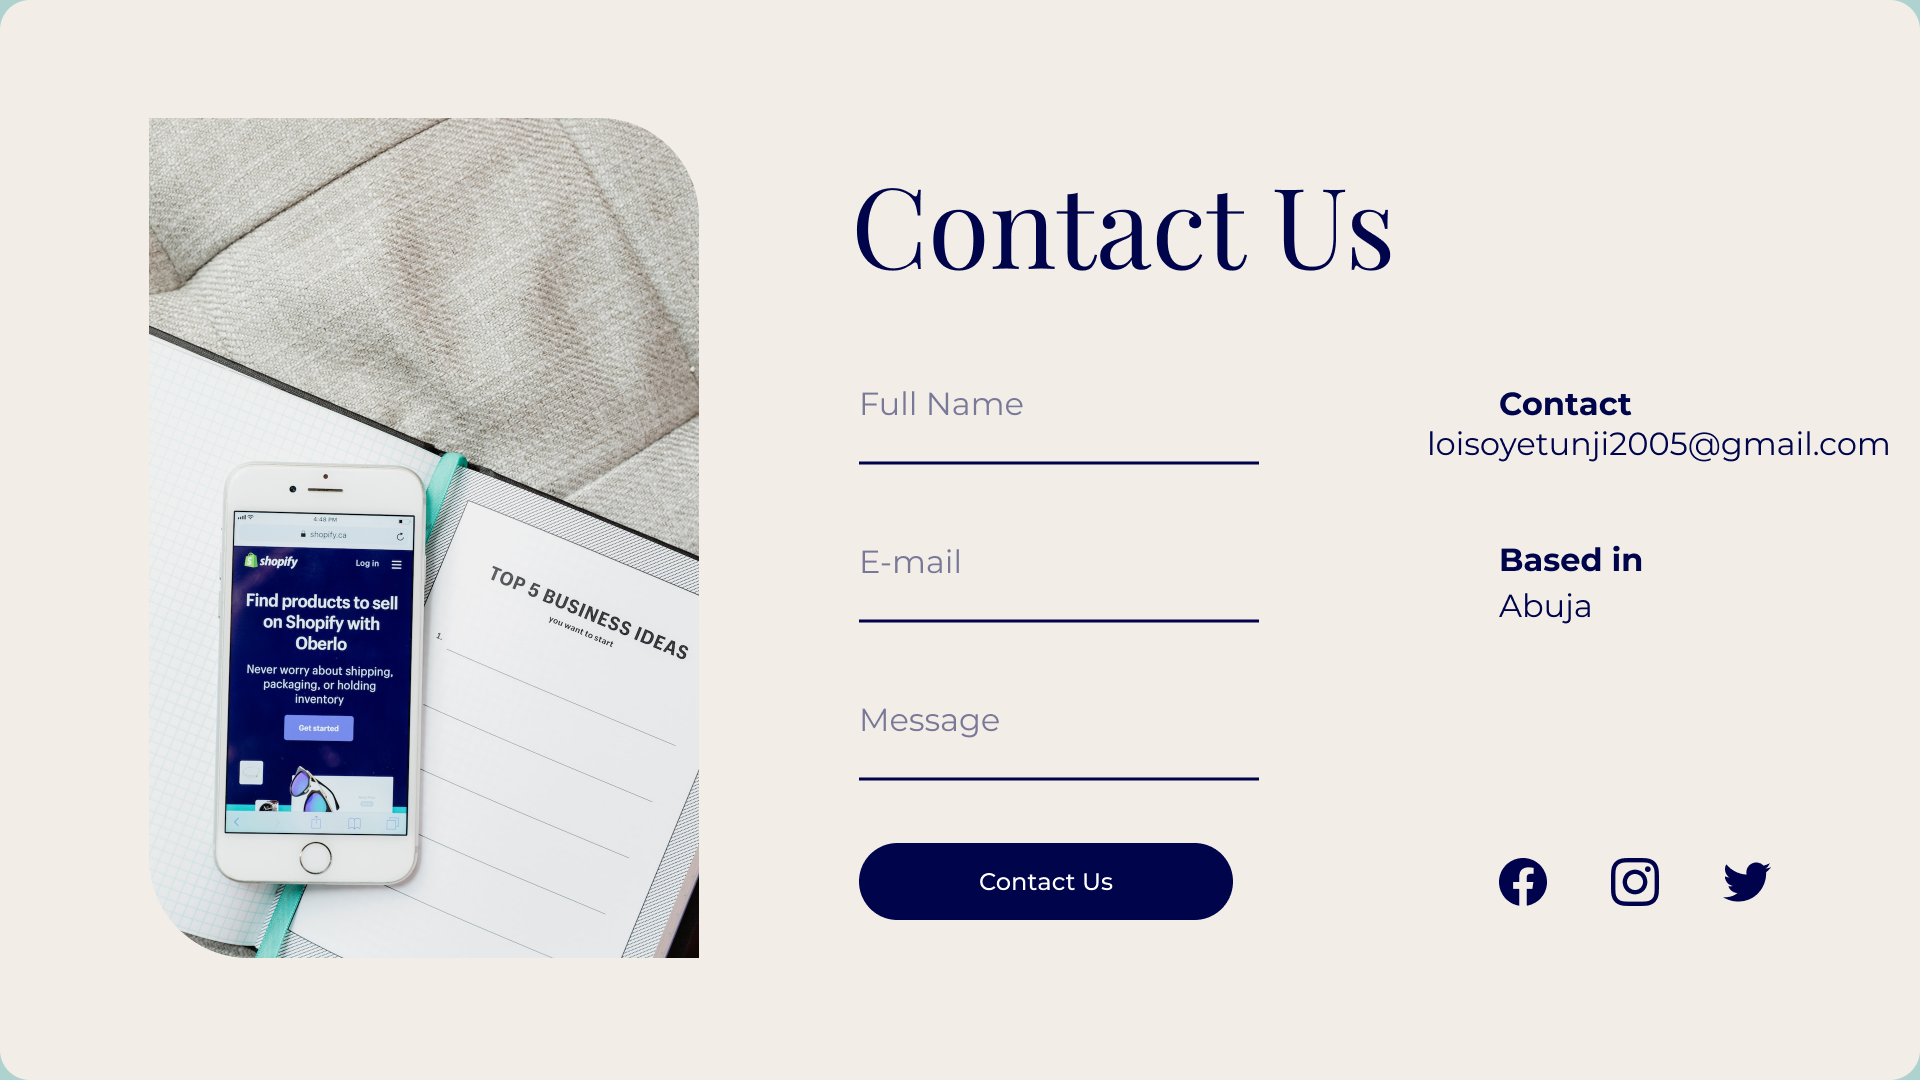 Contact Us
Full Name
E-mail
Message
Contact Us
Contact
loisoyetunji2005@gmail.com
Based in
Abuja
4:48 PM
shopify.ca
shopify
Log in
Find products to sell
on Shopify with
Oberlo
Never worry about shipping,
packaging, or holding
inventory
Get started
TOP 5 BUSINESS IDEAS
you want to start
1.